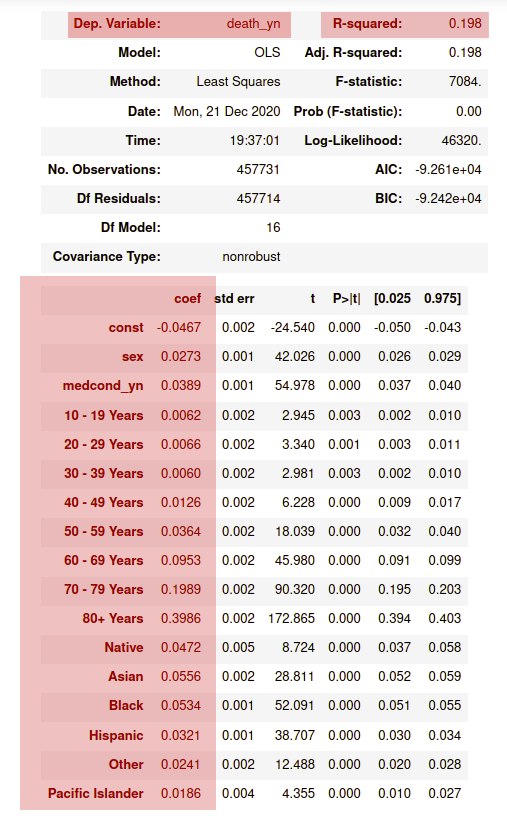 Dep. Variable: death_yn R-squared: 0.198
Model: OLS Adj. R-squared: 0.198
Method: Least Squares F-statistic: 7084.
Date: Mon, 21 Dec 2020 Prob (F-statistic): 0.00
Time: 19:37:01 Log-Likelihood: 46320.
No. Observations: 457731 AIC: -9.261e+04
Df Residuals: 457714 BIC: -9.242e+04
Df Model: 16
Covariance Type: nonrobust
coef std err t P>|t| [0.025 0.975]
const -0.0467 0.002 -24.540 0.000 -0.050 -0.043
sex 0.0273 0.001 42.026 0.000 0.026 0.029
medcond_yn 0.0389 0.001 54.978 0.000 0.037 0.040
10 - 19 Years 0.0062 0.002 2.945 0.003 0.002 0.010
20 - 29 Years 0.0066 0.002 3.340 0.001 0.003 0.011
30 - 39 Years 0.0060 0.002 2.981 0.003 0.002 0.010
40 - 49 Years 0.0126 0.002 6.228 0.000 0.009 0.017
50 - 59 Years 0.0364 0.002 18.039 0.000 0.032 0.040
60 - 69 Years 0.0953 0.002 45.980 0.000 0.091 0.099
70 - 79 Years 0.1989 0.002 90.320 0.000 0.195 0.203
80+ Years 0.3986 0.002 172.865 0.000 0.394 0.403
Native 0.0472 0.005 8.724 0.000 0.037 0.058
Asian 0.0556 0.002 28.811 0.000 0.052 0.059
Black 0.0534 0.001 52.091 0.000 0.051 0.055
Hispanic 0.0321 0.001 38.707 0.000 0.030 0.034
Other 0.0241 0.002 12.488 0.000 0.020 0.028
Pacific Islander 0.0186 0.004 4.355 0.000 0.010 0.027